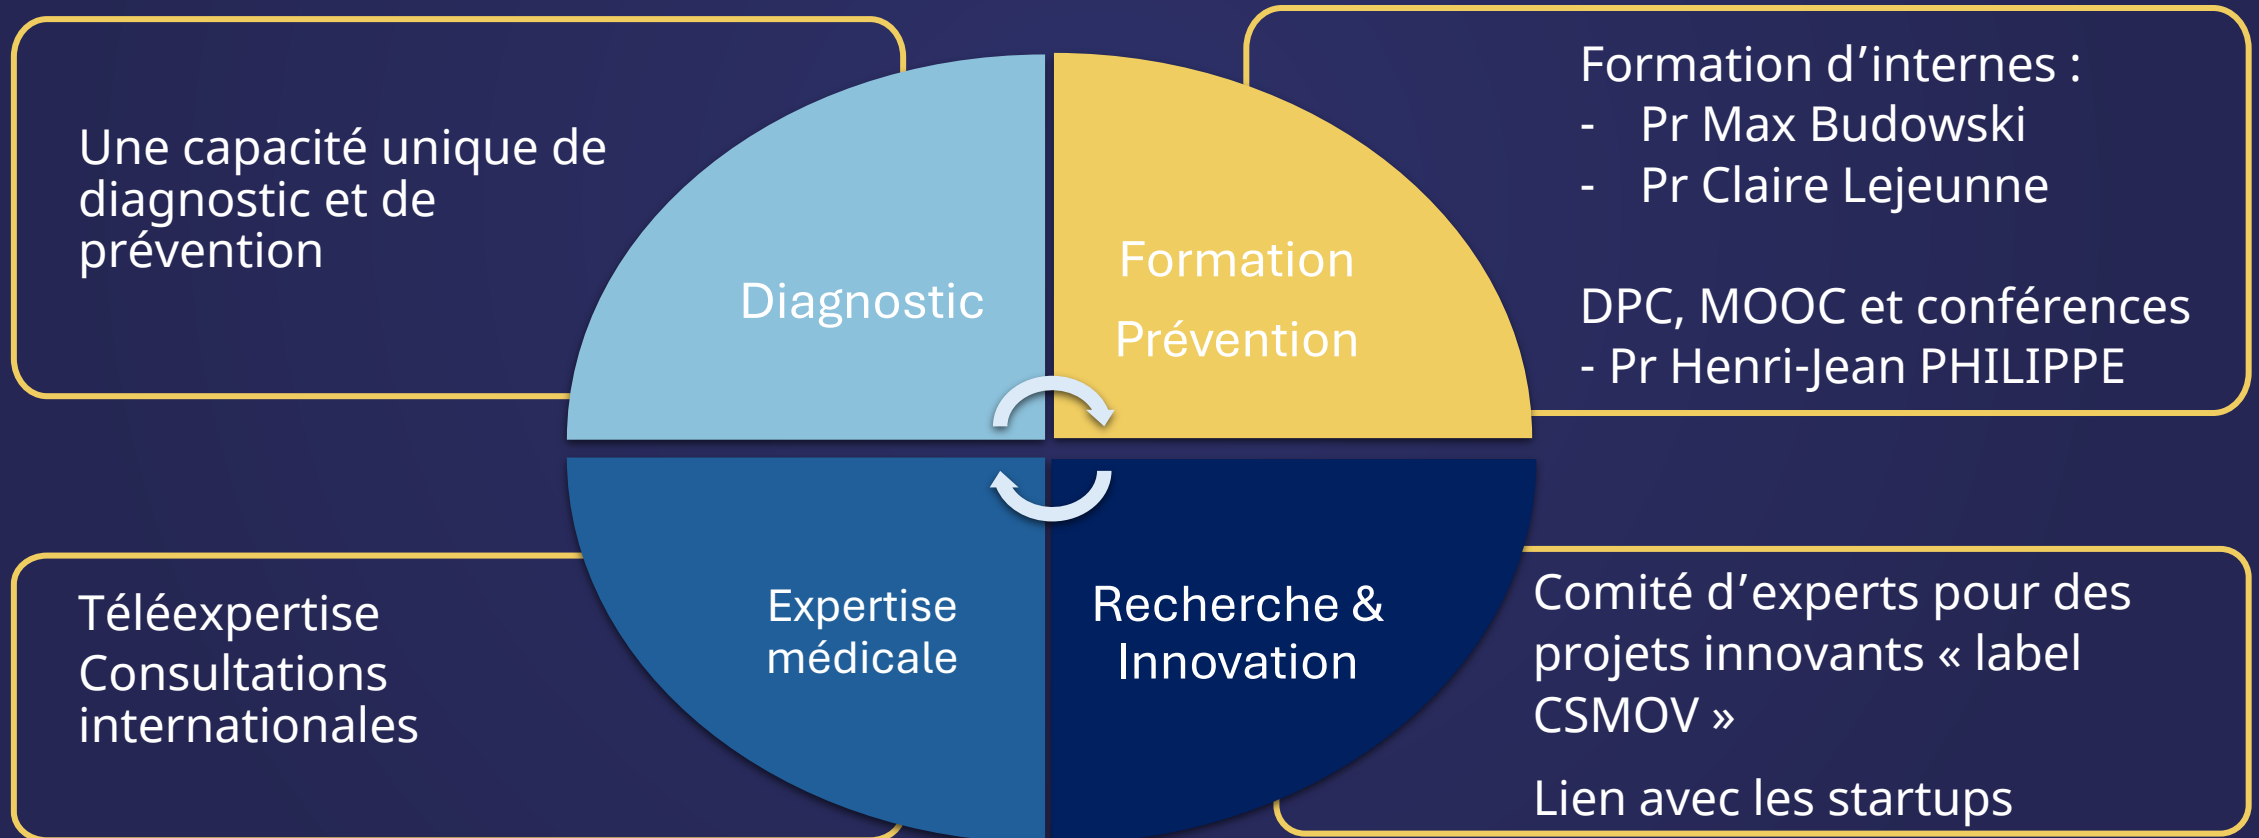 Une capacité unique de
diagnostic et de
prévention
Diagnostic
Formation
Prévention
Formation d’internes :
- Pr Max Budowski
- Pr Claire Lejeunne
DPC, MOOC et conférences
- Pr Henri-Jean PHILIPPE
Téléexpertise
Consultations
internationales
Expertise
médicale
Recherche &
Innovation
Comité d’experts pour des
projets innovants « label
CSMOV »
Lien avec les startups